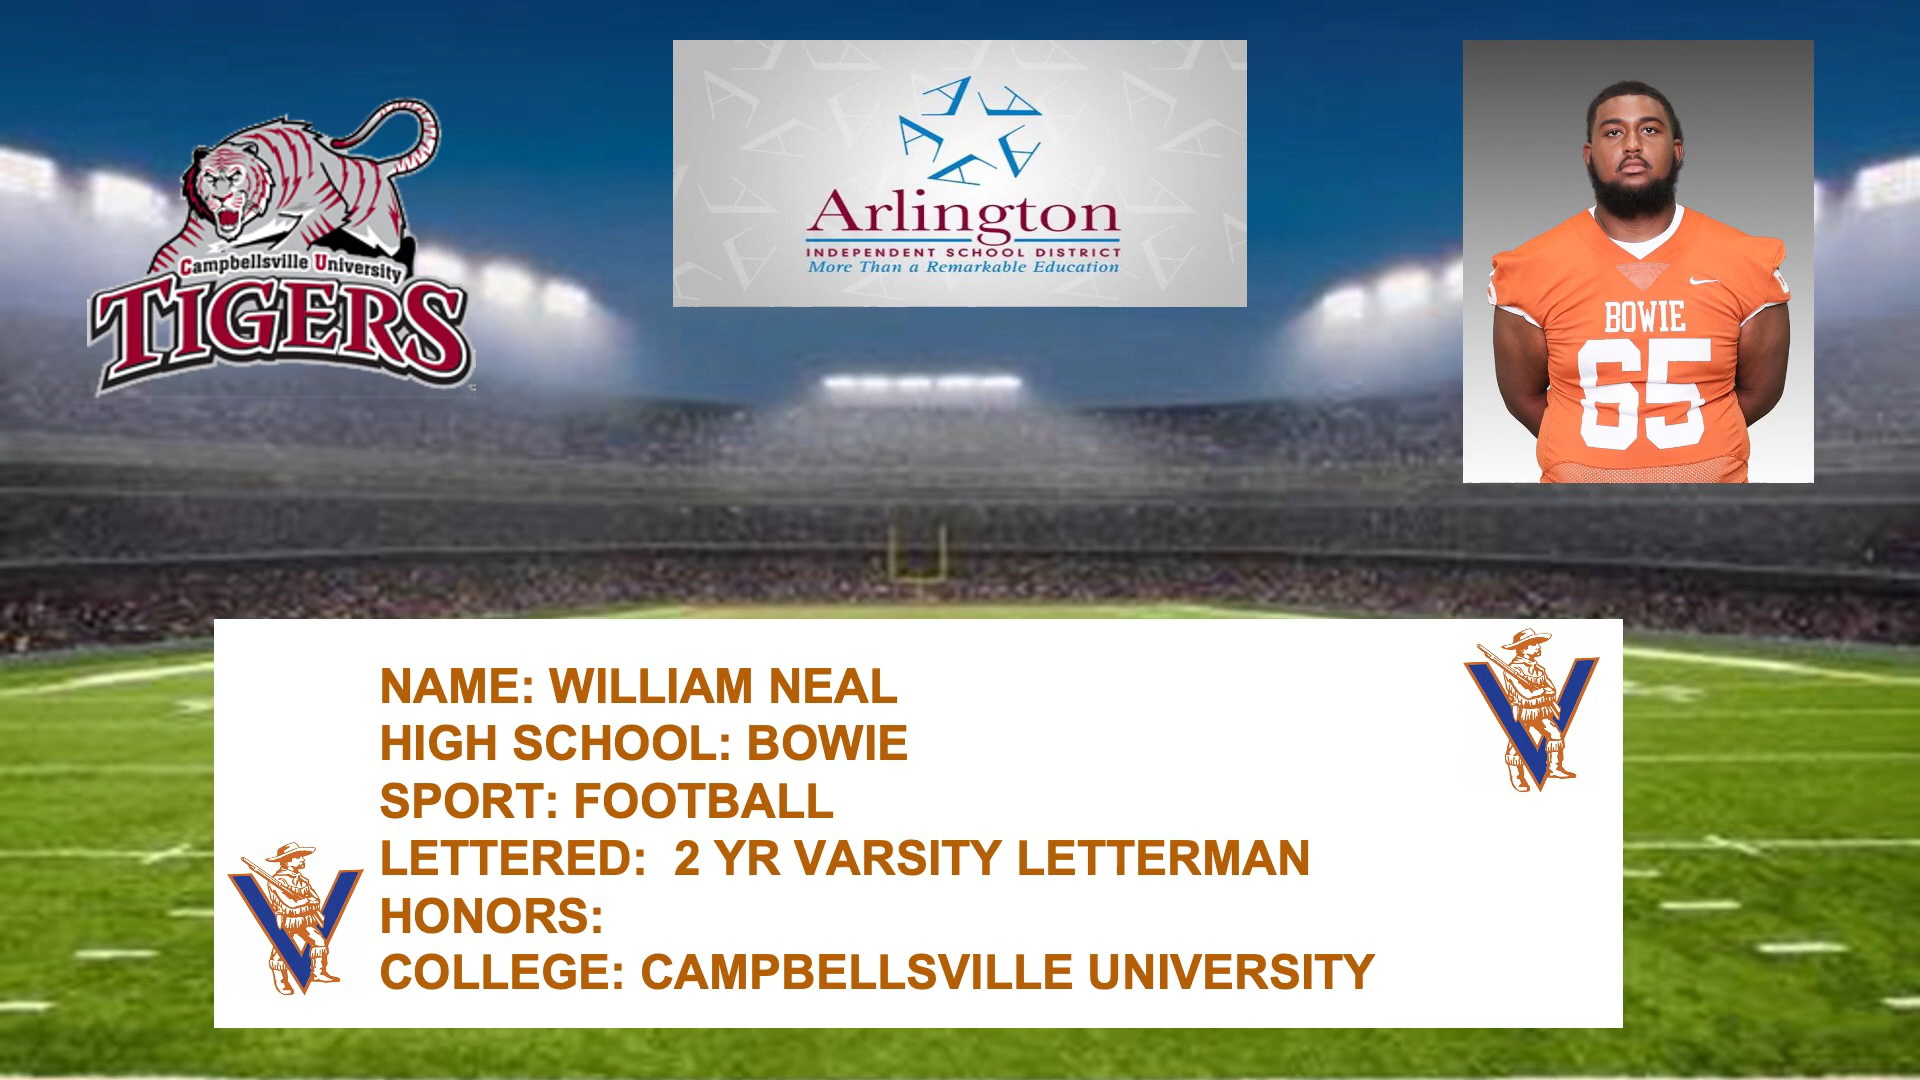 Campbellsville University
TIGERS
Arlington
INDEPENDENT SCHOOL DISTRICT
More Than a Remarkable Education
BOWIE
65
NAME: WILLIAM NEAL
HIGH SCHOOL: BOWIE
SPORT: FOOTBALL
LETTERED:  2 YR VARSITY LETTERMAN
HONORS:
COLLEGE: CAMPBELLSVILLE UNIVERSITY
V
V